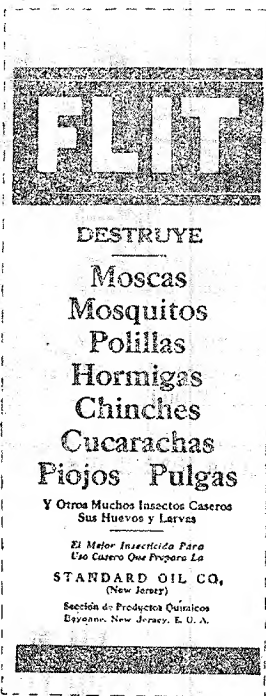 FLIT
DESTRUYE
Moscas
Mosquitos
Polillas
Hormigas
Chinches
Cucarachas
Piojos Pulgas
Y Otros Muchos Insectos Caseros
Sus Huevos y Larvas
El Mejor Insecticida Para
Uso Casero Que Prepara La
STANDARD OIL CO,
(New Jersey)
Sección de Productos Químicos
Bayonne, New Jersey, E. U. A.